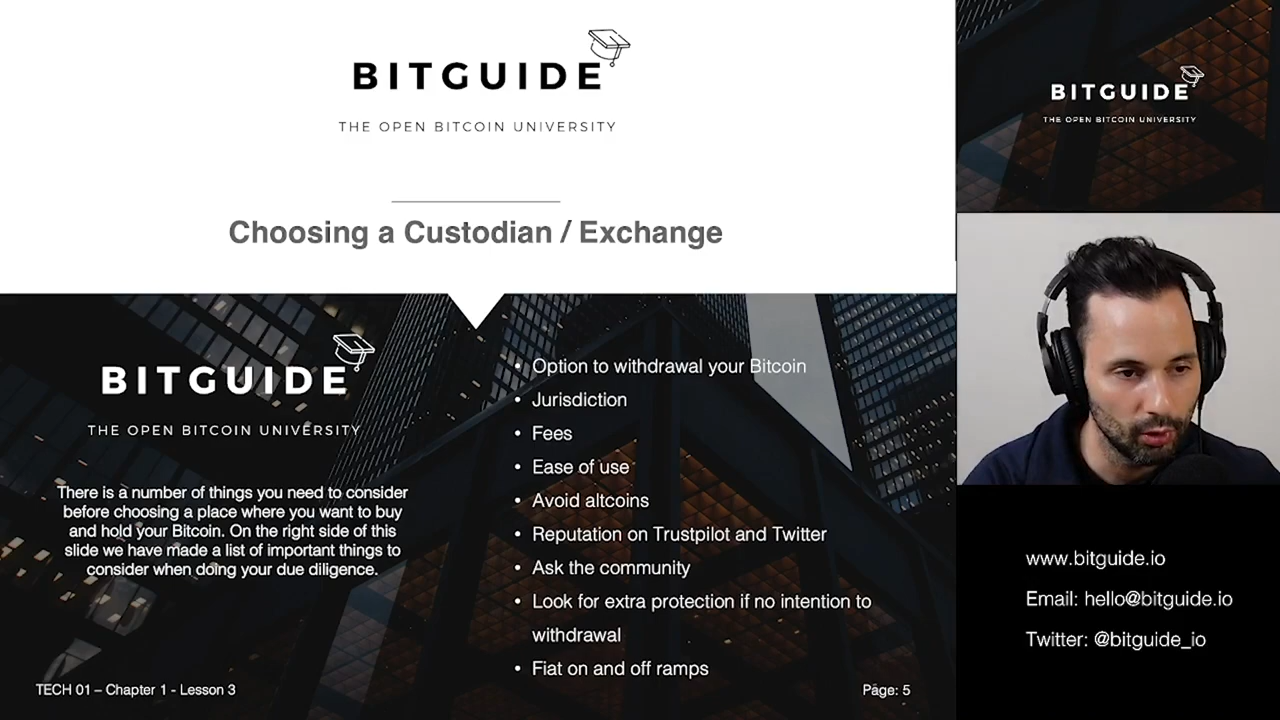 BITGUIDE
THE OPEN BITCOIN UNIVERSITY
Choosing a Custodian / Exchange
BITGUIDE
THE OPEN BITCOIN UNIVERSITY
There is a number of things you need to consider
before choosing a place where you want to buy
and hold your Bitcoin. On the right side of this
slide we have made a list of important things to
consider when doing your due diligence.
• Option to withdrawal your Bitcoin
• Jurisdiction
• Fees
• Ease of use
• Avoid altcoins
• Reputation on Trustpilot and Twitter
• Ask the community
• Look for extra protection if no intention to
withdrawal
• Fiat on and off ramps
TECH 01 – Chapter 1 - Lesson 3
Page: 5
BITGUIDE
THE OPEN BITCOIN UNIVERSITY
www.bitguide.io
Email: hello@bitguide.io
Twitter: @bitguide_io